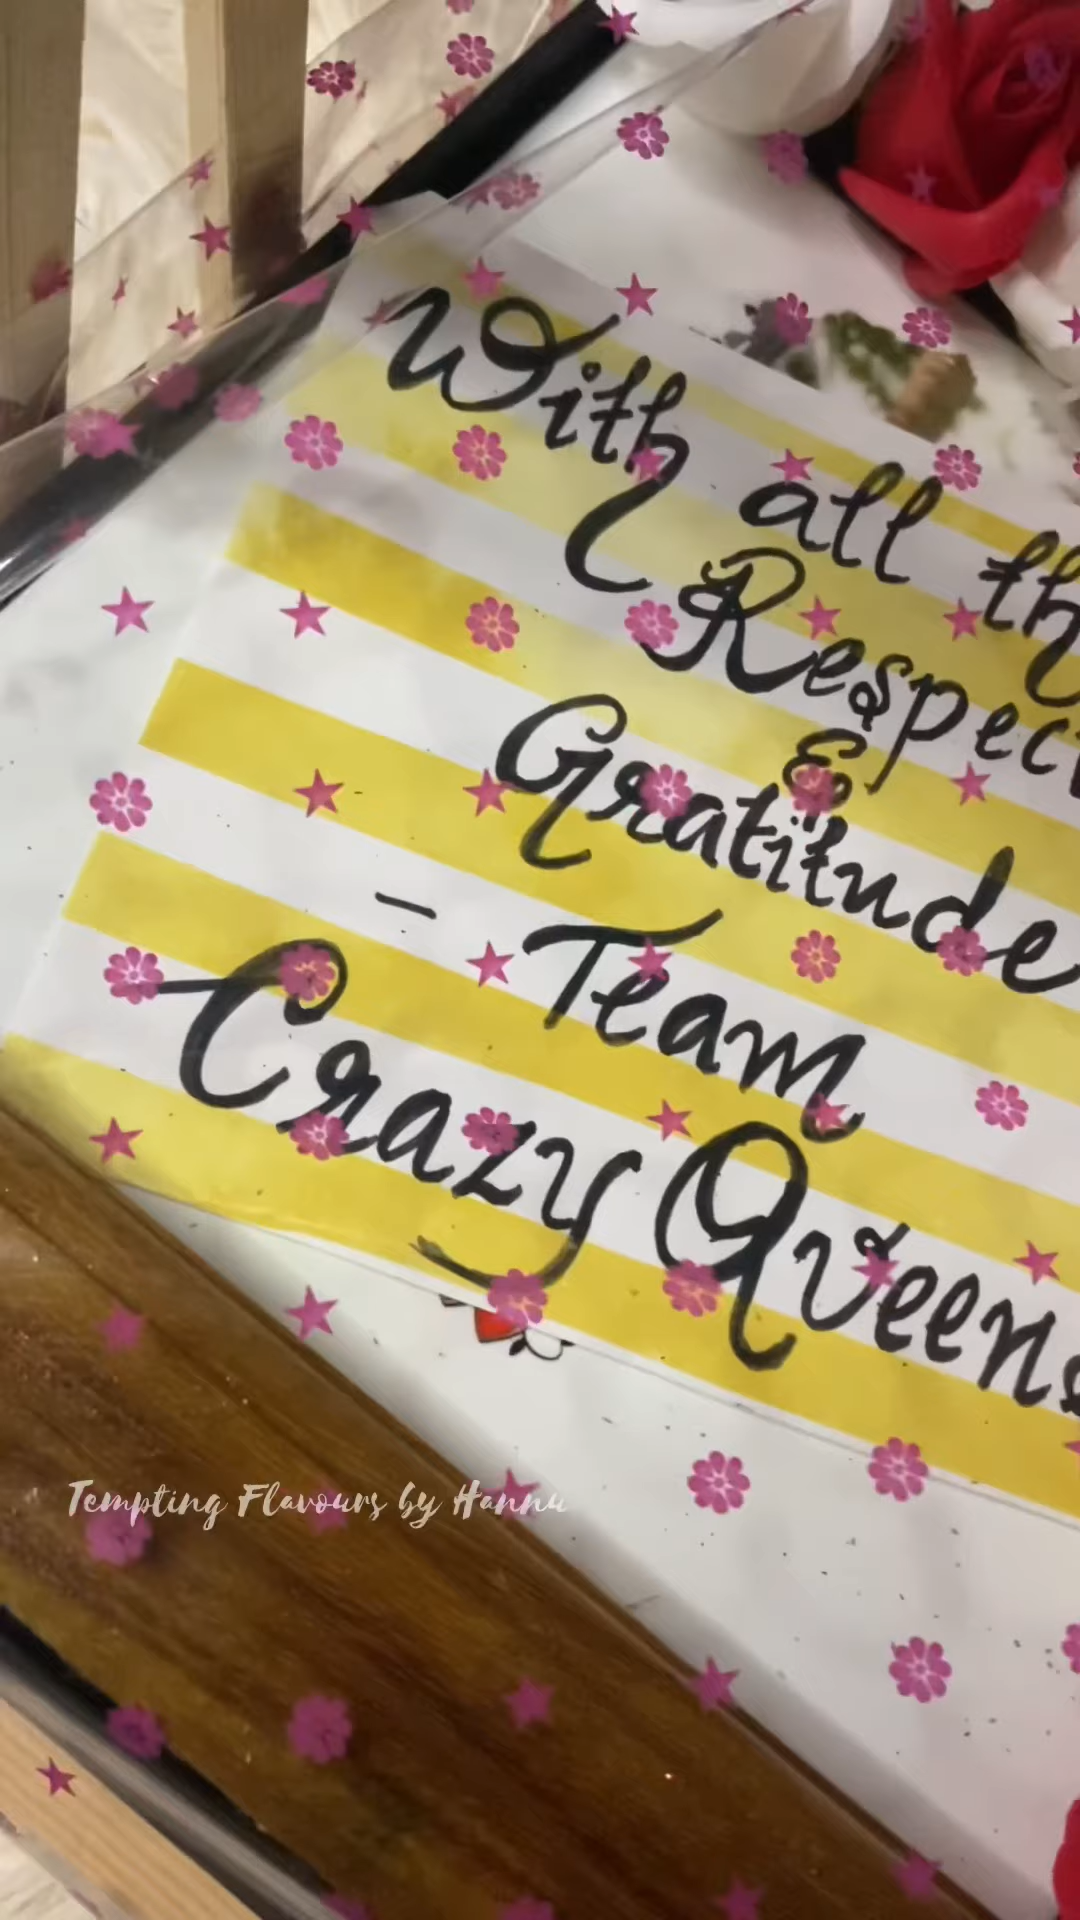 With all th
Respect
&
Gratitude
- Team
Crazy Queens
Tempting Flavours by Hannu